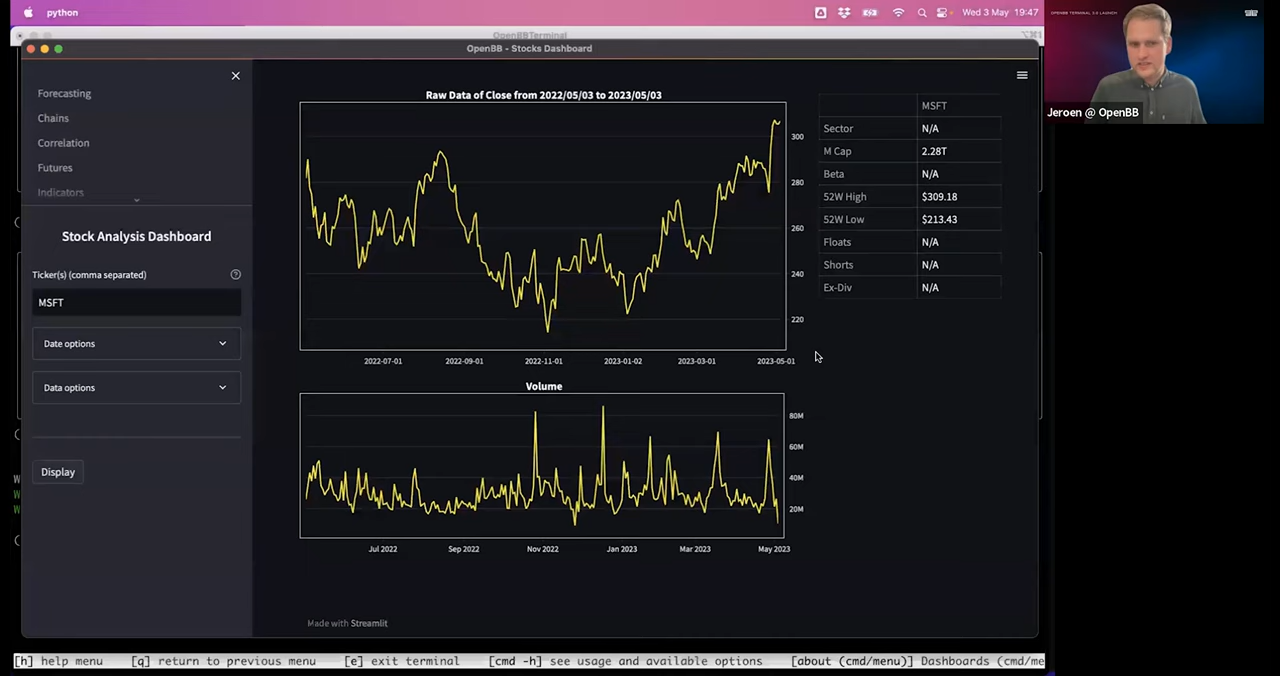 python
Wed 3 May 19:47
OpenBBTerminal
OpenBB - Stocks Dashboard
Forecasting
Chains
Correlation
Futures
Indicators
Stock Analysis Dashboard
Ticker(s) (comma separated)
MSFT
Date options
Data options
Display
Raw Data of Close from 2022/05/03 to 2023/05/03
300
280
260
240
220
2022-07-01 2022-09-01 2022-11-01 2023-01-02 2023-03-01 2023-05-01
Volume
80M
60M
40M
20M
Jul 2022 Sep 2022 Nov 2022 Jan 2023 Mar 2023 May 2023
Made with Streamlit
MSFT
Sector N/A
M Cap 2.28T
Beta N/A
52W High $309.18
52W Low $213.43
Floats N/A
Shorts N/A
Ex-Div N/A
OPENBB TERMINAL 3.0 LAUNCH
Jeroen @ OpenBB
[h] help menu [q] return to previous menu [e] exit terminal [cmd -h] see usage and available options [about (cmd/menu)] Dashboards (cmd/me